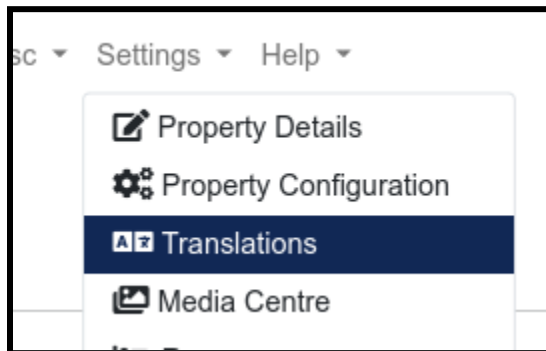 sc Settings Help
Property Details
Property Configuration
Translations
Media Centre